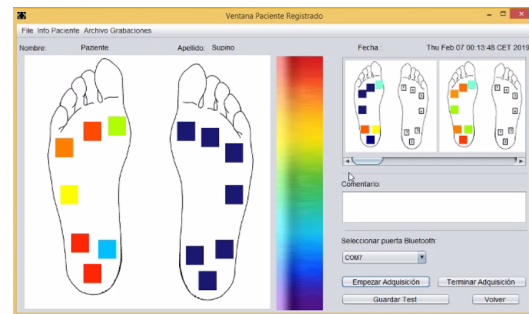 Ventana Paciente Registrado
File Info Paciente Archivo Grabaciones
Nombre: Paziente Apellido: Supino Fecha : Thu Feb 07 00:13:48 CET 2019
Comentario:
Seleccionar puerta Bluetooth:
COM7
Empezar Adquisición Terminar Adquisición
Guardar Test Volver